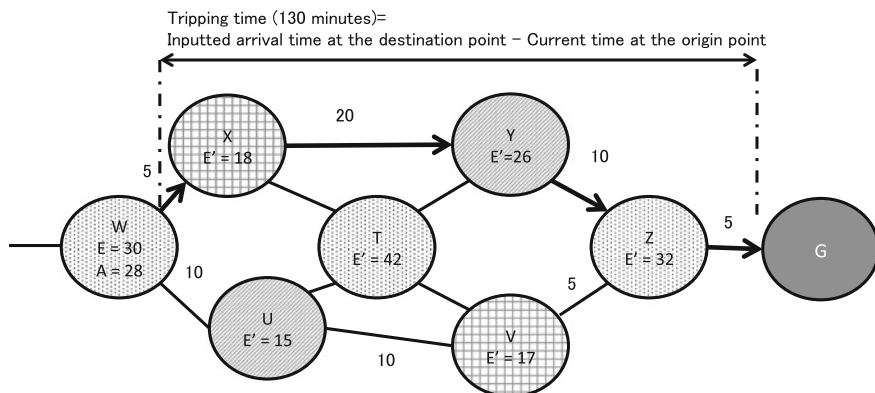 Tripping time (130 minutes)=
Inputted arrival time at the destination point − Current time at the origin point
20
X
E’ = 18
Y
E’=26
10
5
W
E = 30
A = 28
T
E’ = 42
Z
E’ = 32
5
G
10
5
U
E’ = 15
V
E’ = 17
10